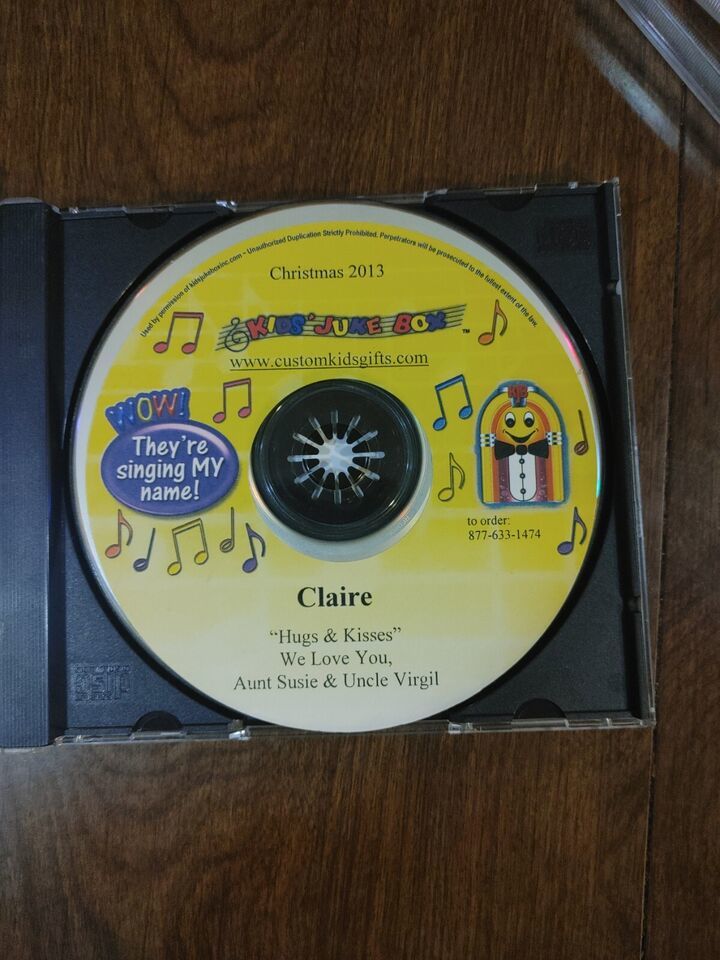 Used by permission of kidsjukeboxinc.com ~ Unauthorized Duplication Strictly Prohibited. Perpetrators will be prosecuted to the fullest extent of the law.
Christmas 2013
KIDS' JUKE BOX™
www.customkidsgifts.com
WOW!
They're
singing MY
name!
to order:
877-633-1474
Claire
“Hugs & Kisses”
We Love You,
Aunt Susie & Uncle Virgil